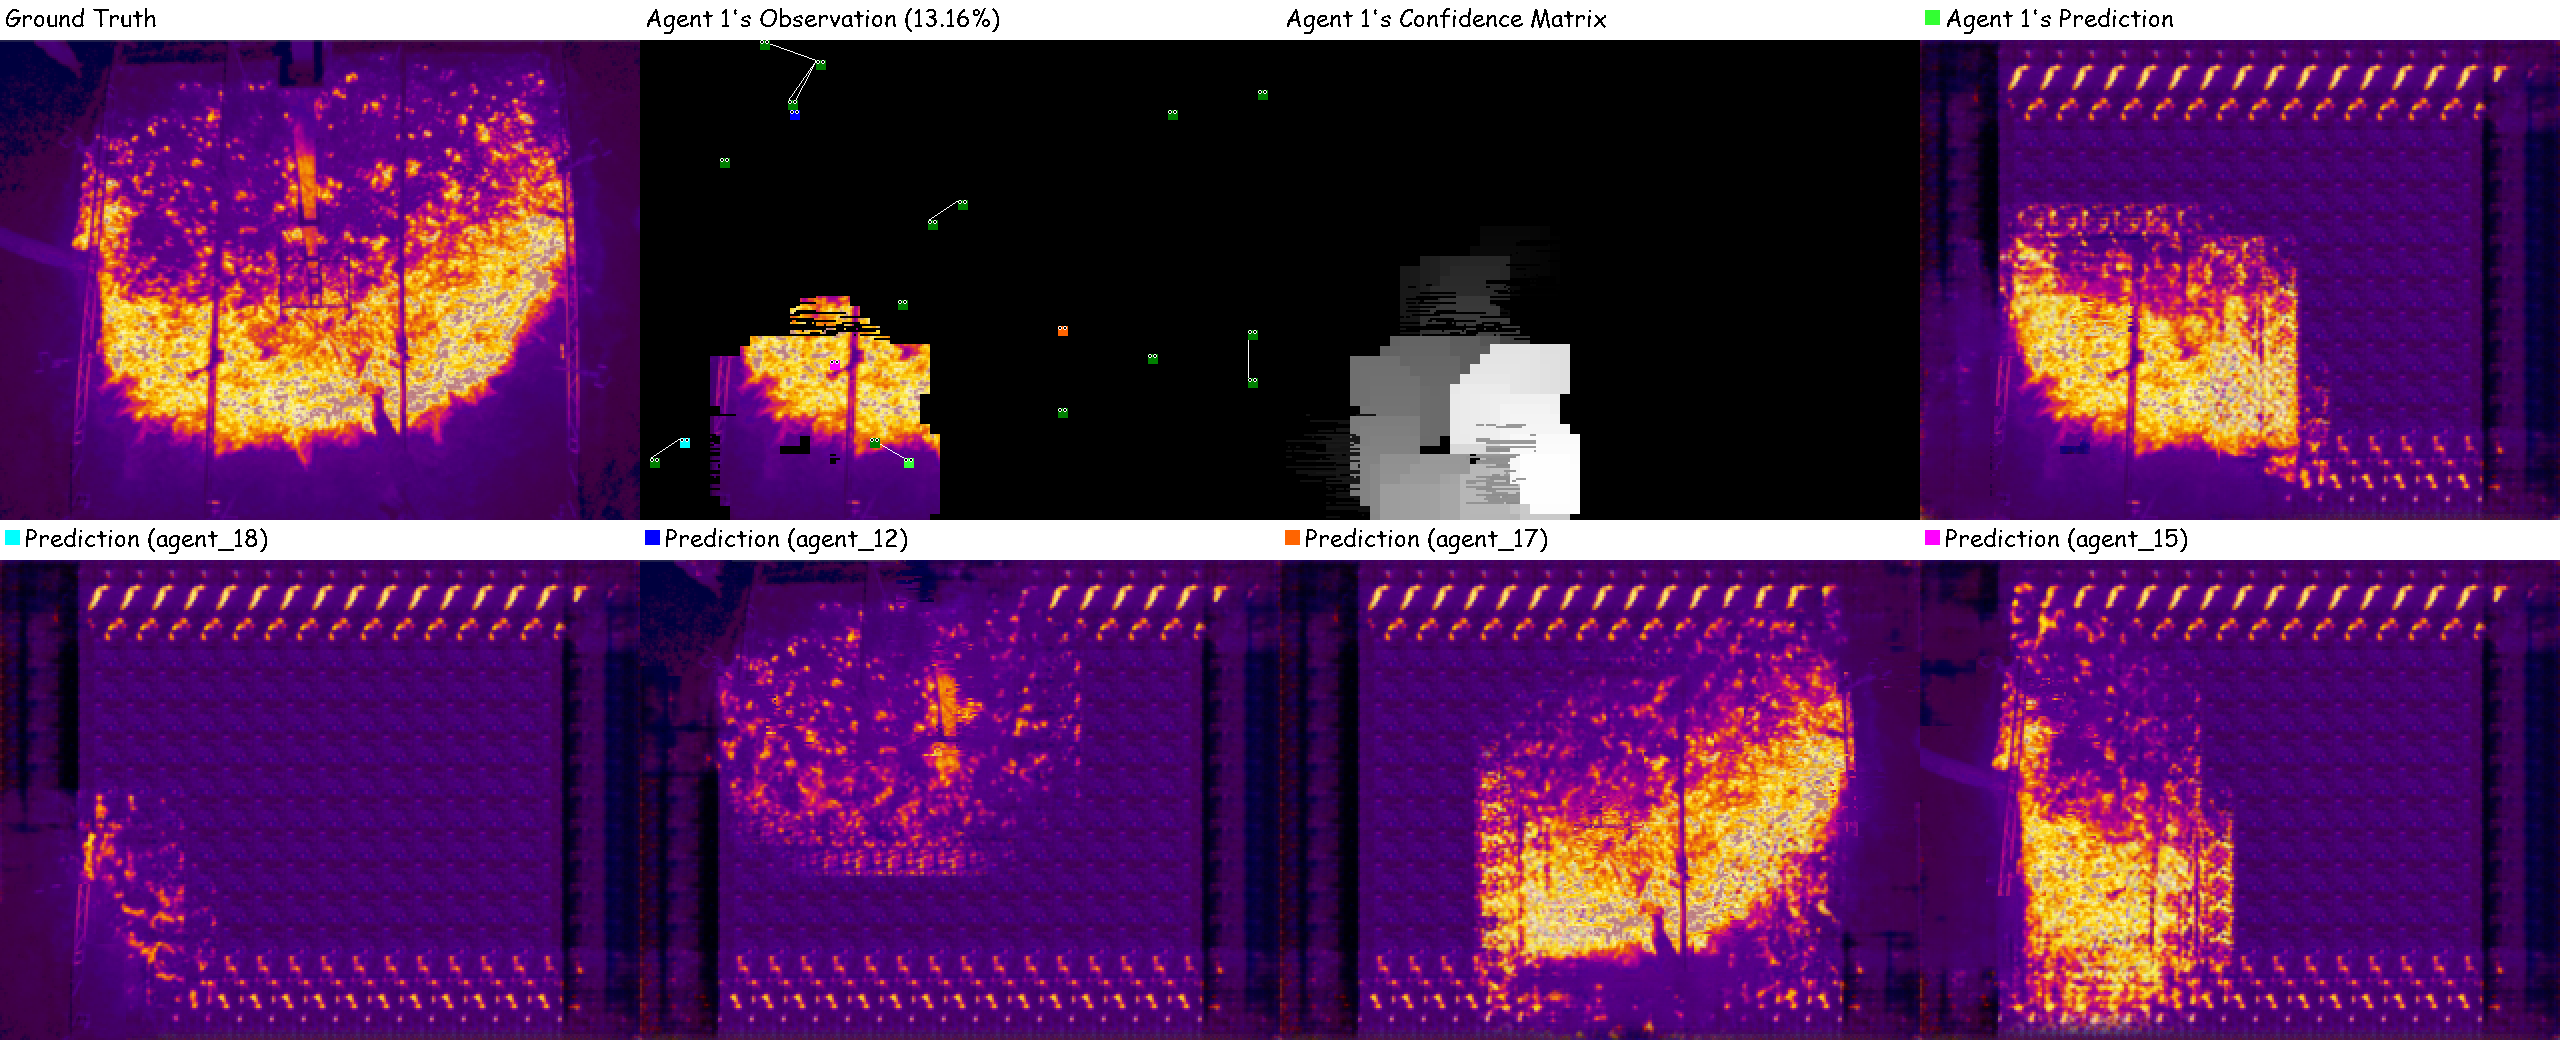 Ground Truth
Agent 1's Observation (13.16%)
Agent 1's Confidence Matrix
Agent 1's Prediction
Prediction (agent_18)
Prediction (agent_12)
Prediction (agent_17)
Prediction (agent_15)